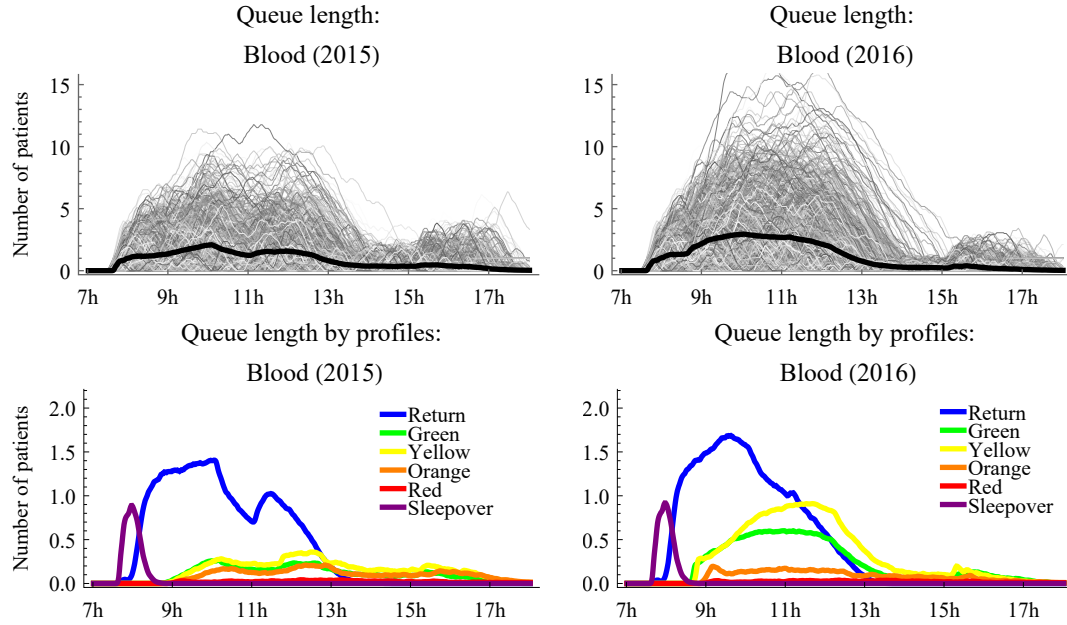 Queue length:
Blood (2015)
Number of patients
15
10
5
0
7h 9h 11h 13h 15h 17h
Queue length:
Blood (2016)
15
10
5
0
7h 9h 11h 13h 15h 17h
Queue length by profiles:
Blood (2015)
Number of patients
2.0
1.5
1.0
0.5
0.0
Return
Green
Yellow
Orange
Red
Sleepover
7h 9h 11h 13h 15h 17h
Queue length by profiles:
Blood (2016)
2.0
1.5
1.0
0.5
0.0
Return
Green
Yellow
Orange
Red
Sleepover
7h 9h 11h 13h 15h 17h